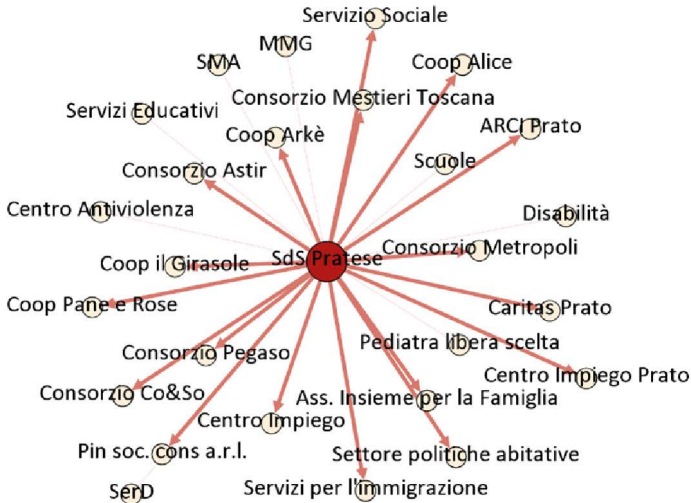 Servizio Sociale
MMG
SMA
Coop Alice
Consorzio Mestieri Toscana
Servizi Educativi
ARCI Prato
Coop Arkè
Scuole
Consorzio Astir
Centro Antiviolenza
Disabilità
Consorzio Metropoli
SdS Pratese
Coop il Girasole
Coop Pane e Rose
Caritas Prato
Pediatra libera scelta
Consorzio Pegaso
Centro Impiego Prato
Consorzio Co&So
Ass. Insieme per la Famiglia
Centro Impiego
Pin soc. cons a.r.l.
Settore politiche abitative
Servizi per l'immigrazione
SerD